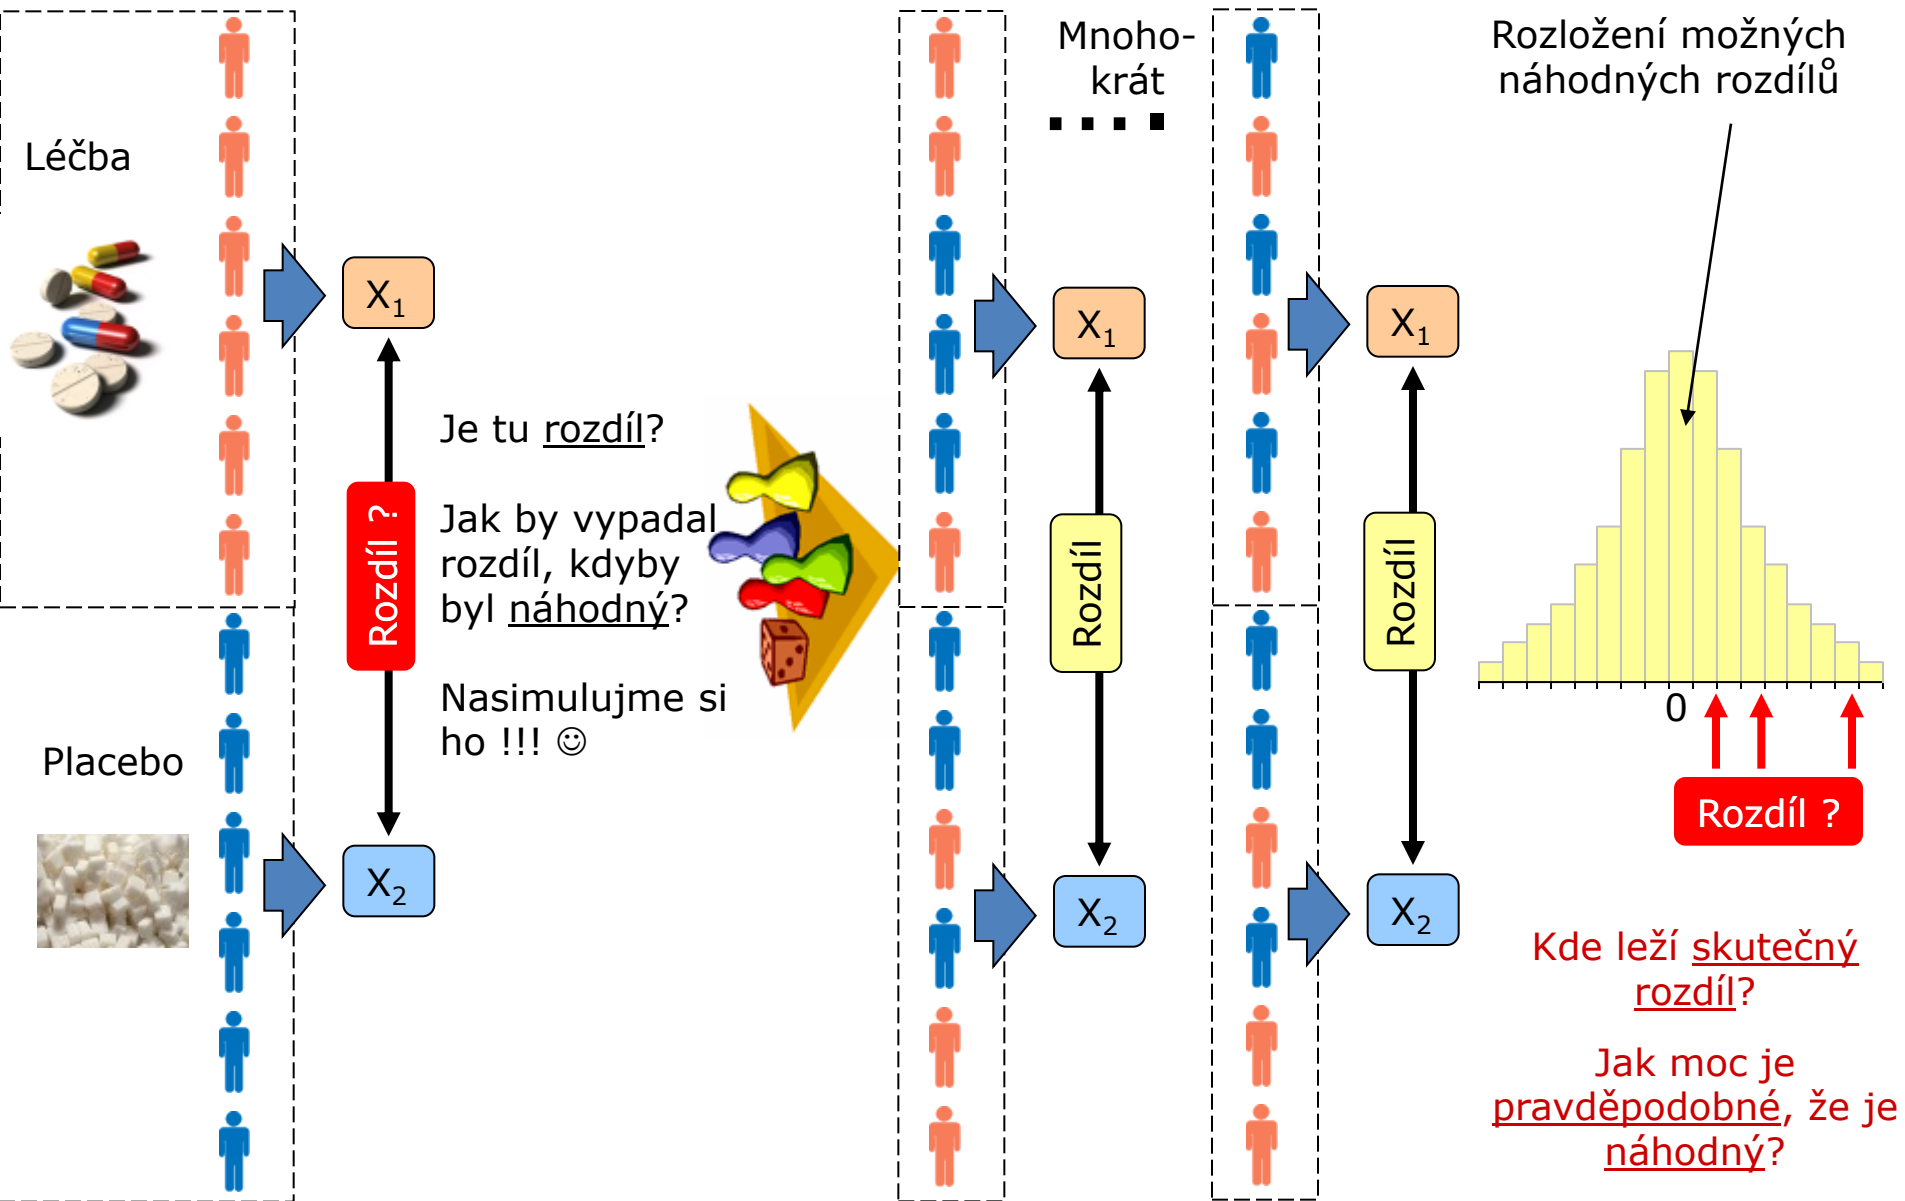 Léčba
Placebo
X1
Rozdíl ?
X2
Je tu rozdíl?
Jak by vypadal
rozdíl, kdyby
byl náhodný?
Nasimulujme si
ho !!! ☺
Mnoho-
krát
....
X1
Rozdíl
X2
X1
Rozdíl
X2
Rozložení možných
náhodných rozdílů
0
Rozdíl ?
Kde leží skutečný
rozdíl?
Jak moc je
pravděpodobné, že je
náhodný?